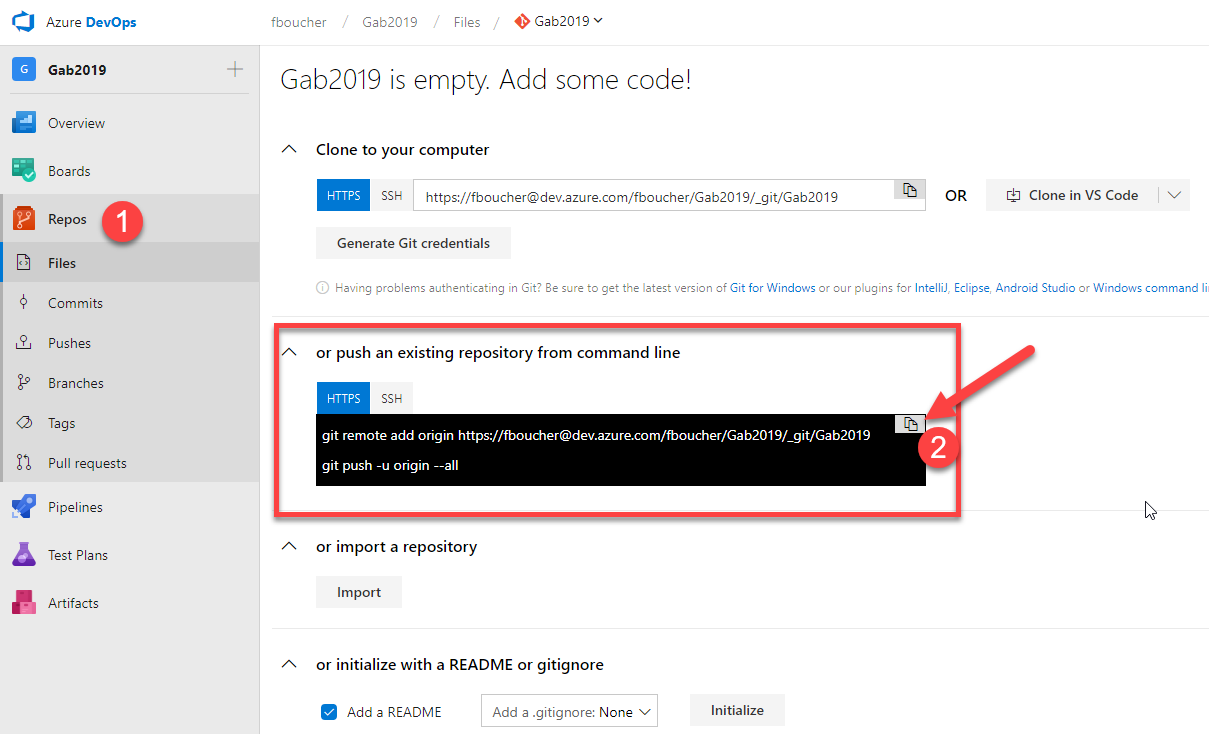 Azure DevOps
fboucher / Gab2019 / Files / Gab2019
G Gab2019
Overview
Boards
Repos
1
Files
Commits
Pushes
Branches
Tags
Pull requests
Pipelines
Test Plans
Artifacts
Gab2019 is empty. Add some code!
Clone to your computer
HTTPS SSH https://fboucher@dev.azure.com/fboucher/Gab2019/_git/Gab2019 OR Clone in VS Code
Generate Git credentials
Having problems authenticating in Git? Be sure to get the latest version of Git for Windows or our plugins for IntelliJ, Eclipse, Android Studio or Windows command li
or push an existing repository from command line
HTTPS SSH
git remote add origin https://fboucher@dev.azure.com/fboucher/Gab2019/_git/Gab2019
2
git push -u origin --all
or import a repository
Import
or initialize with a README or gitignore
Add a README Add a .gitignore: None Initialize